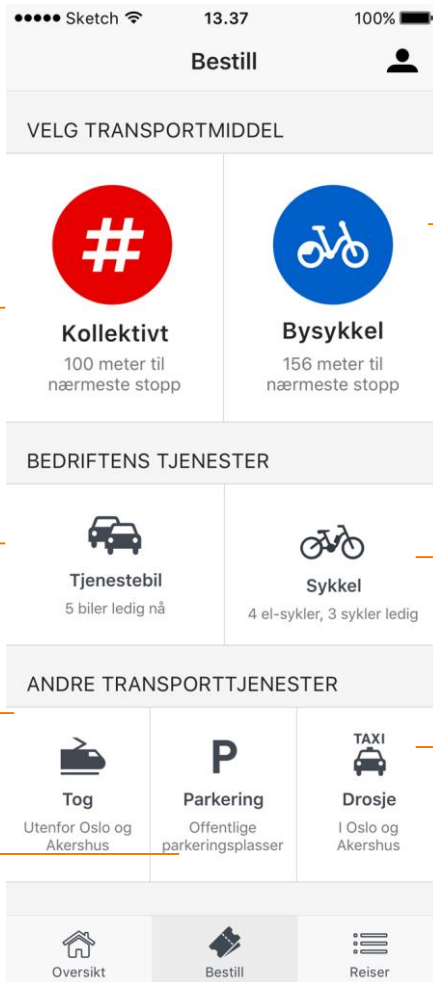 Sketch 13.37 100%
Bestill
VELG TRANSPORTMIDDEL
#
Kollektivt
100 meter til
nærmeste stopp
Bysykkel
156 meter til
nærmeste stopp
BEDRIFTENS TJENESTER
Tjenestebil
5 biler ledig nå
Sykkel
4 el-sykler, 3 sykler ledig
ANDRE TRANSPORTTJENESTER
Tog
Utenfor Oslo og
Akershus
P
Parkering
Offentlige
parkeringsplasser
TAXI
Drosje
I Oslo og
Akershus
Oversikt
Bestill
Reiser